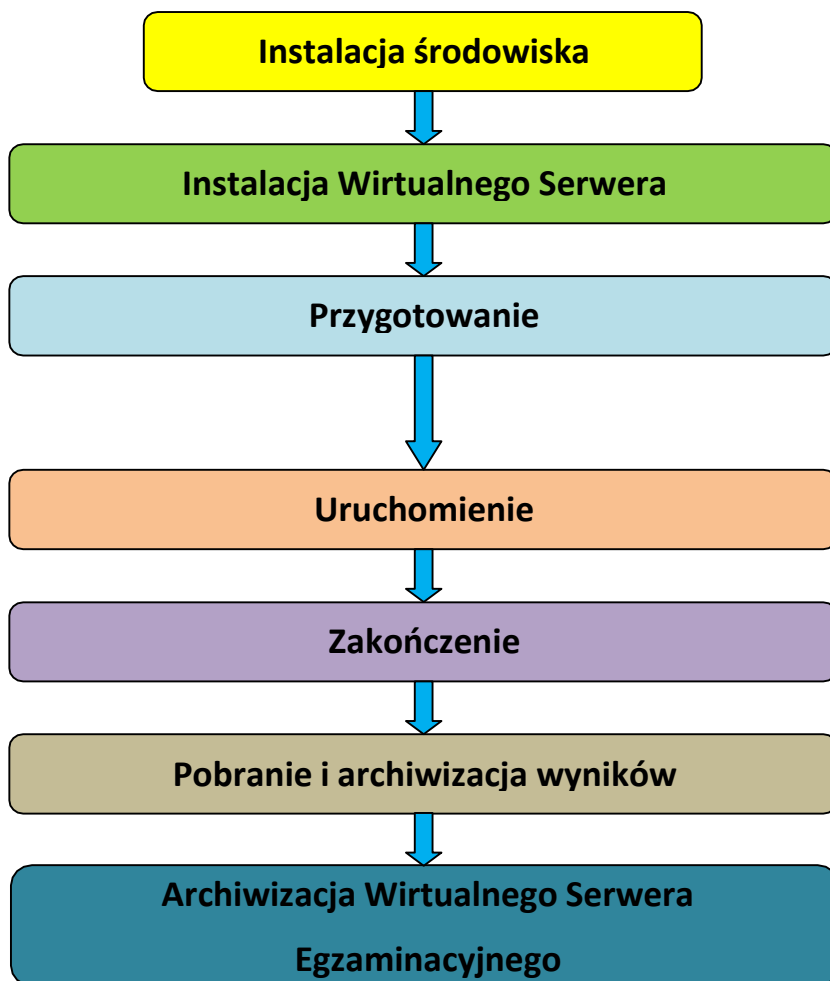 Instalacja środowiska
Instalacja Wirtualnego Serwera
Przygotowanie
Uruchomienie
Zakończenie
Pobranie i archiwizacja wyników
Archiwizacja Wirtualnego Serwera
Egzaminacyjnego